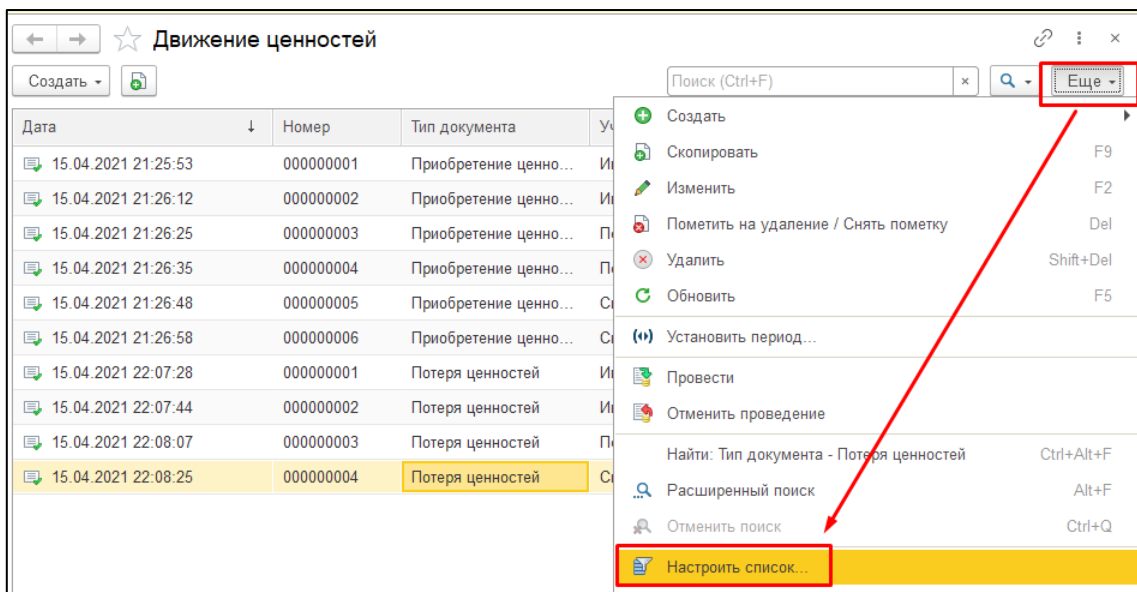 Движение ценностей
Создать
Поиск (Ctrl+F)
Еще
Дата Номер Тип документа
15.04.2021 21:25:53 000000001 Приобретение ценно...
15.04.2021 21:26:12 000000002 Приобретение ценно...
15.04.2021 21:26:25 000000003 Приобретение ценно...
15.04.2021 21:26:35 000000004 Приобретение ценно...
15.04.2021 21:26:48 000000005 Приобретение ценно...
15.04.2021 21:26:58 000000006 Приобретение ценно...
15.04.2021 22:07:28 000000001 Потеря ценностей
15.04.2021 22:07:44 000000002 Потеря ценностей
15.04.2021 22:08:07 000000003 Потеря ценностей
15.04.2021 22:08:25 000000004 Потеря ценностей
Создать
Скопировать F9
Изменить F2
Пометить на удаление / Снять пометку Del
Удалить Shift+Del
Обновить F5
Установить период...
Провести
Отменить проведение
Найти: Тип документа - Потеря ценностей Ctrl+Alt+F
Расширенный поиск Alt+F
Отменить поиск Ctrl+Q
Настроить список...